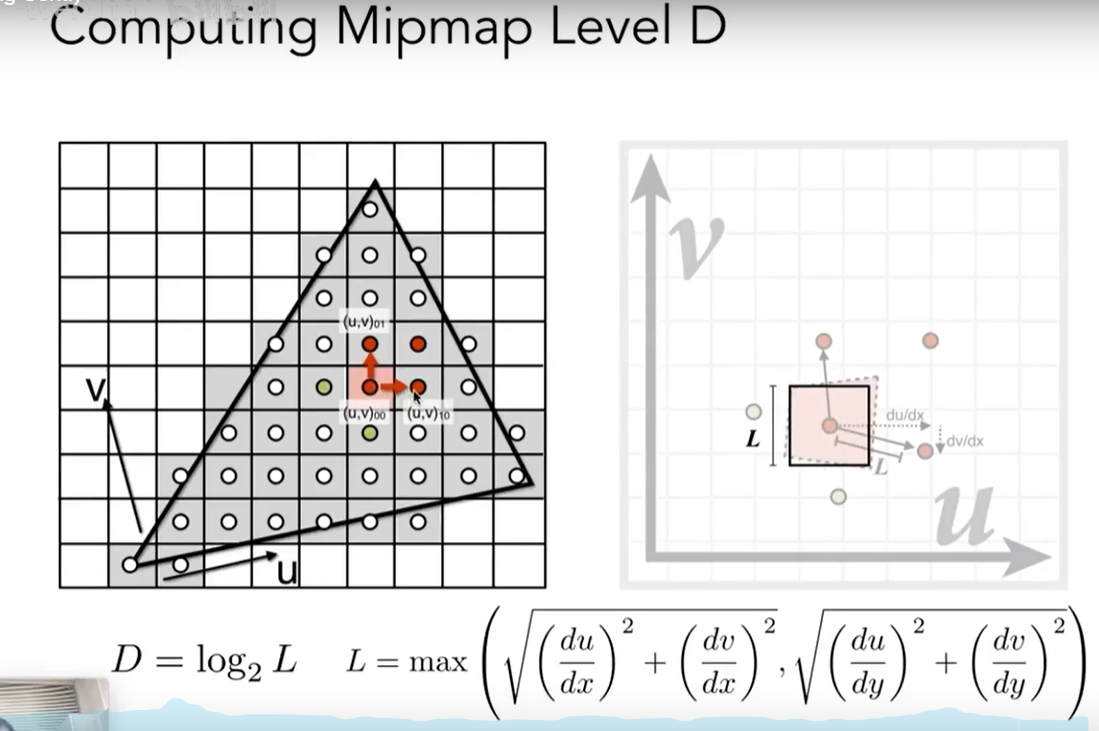 Computing Mipmap Level D
(u,v)01
(u,v)00
(u,v)10
V
u
v
L
du/dx
dv/dx
L
u
D = log₂ L
L = max ( √( (du/dx)² + (dv/dx)² ), √( (du/dy)² + (dv/dy)² ) )